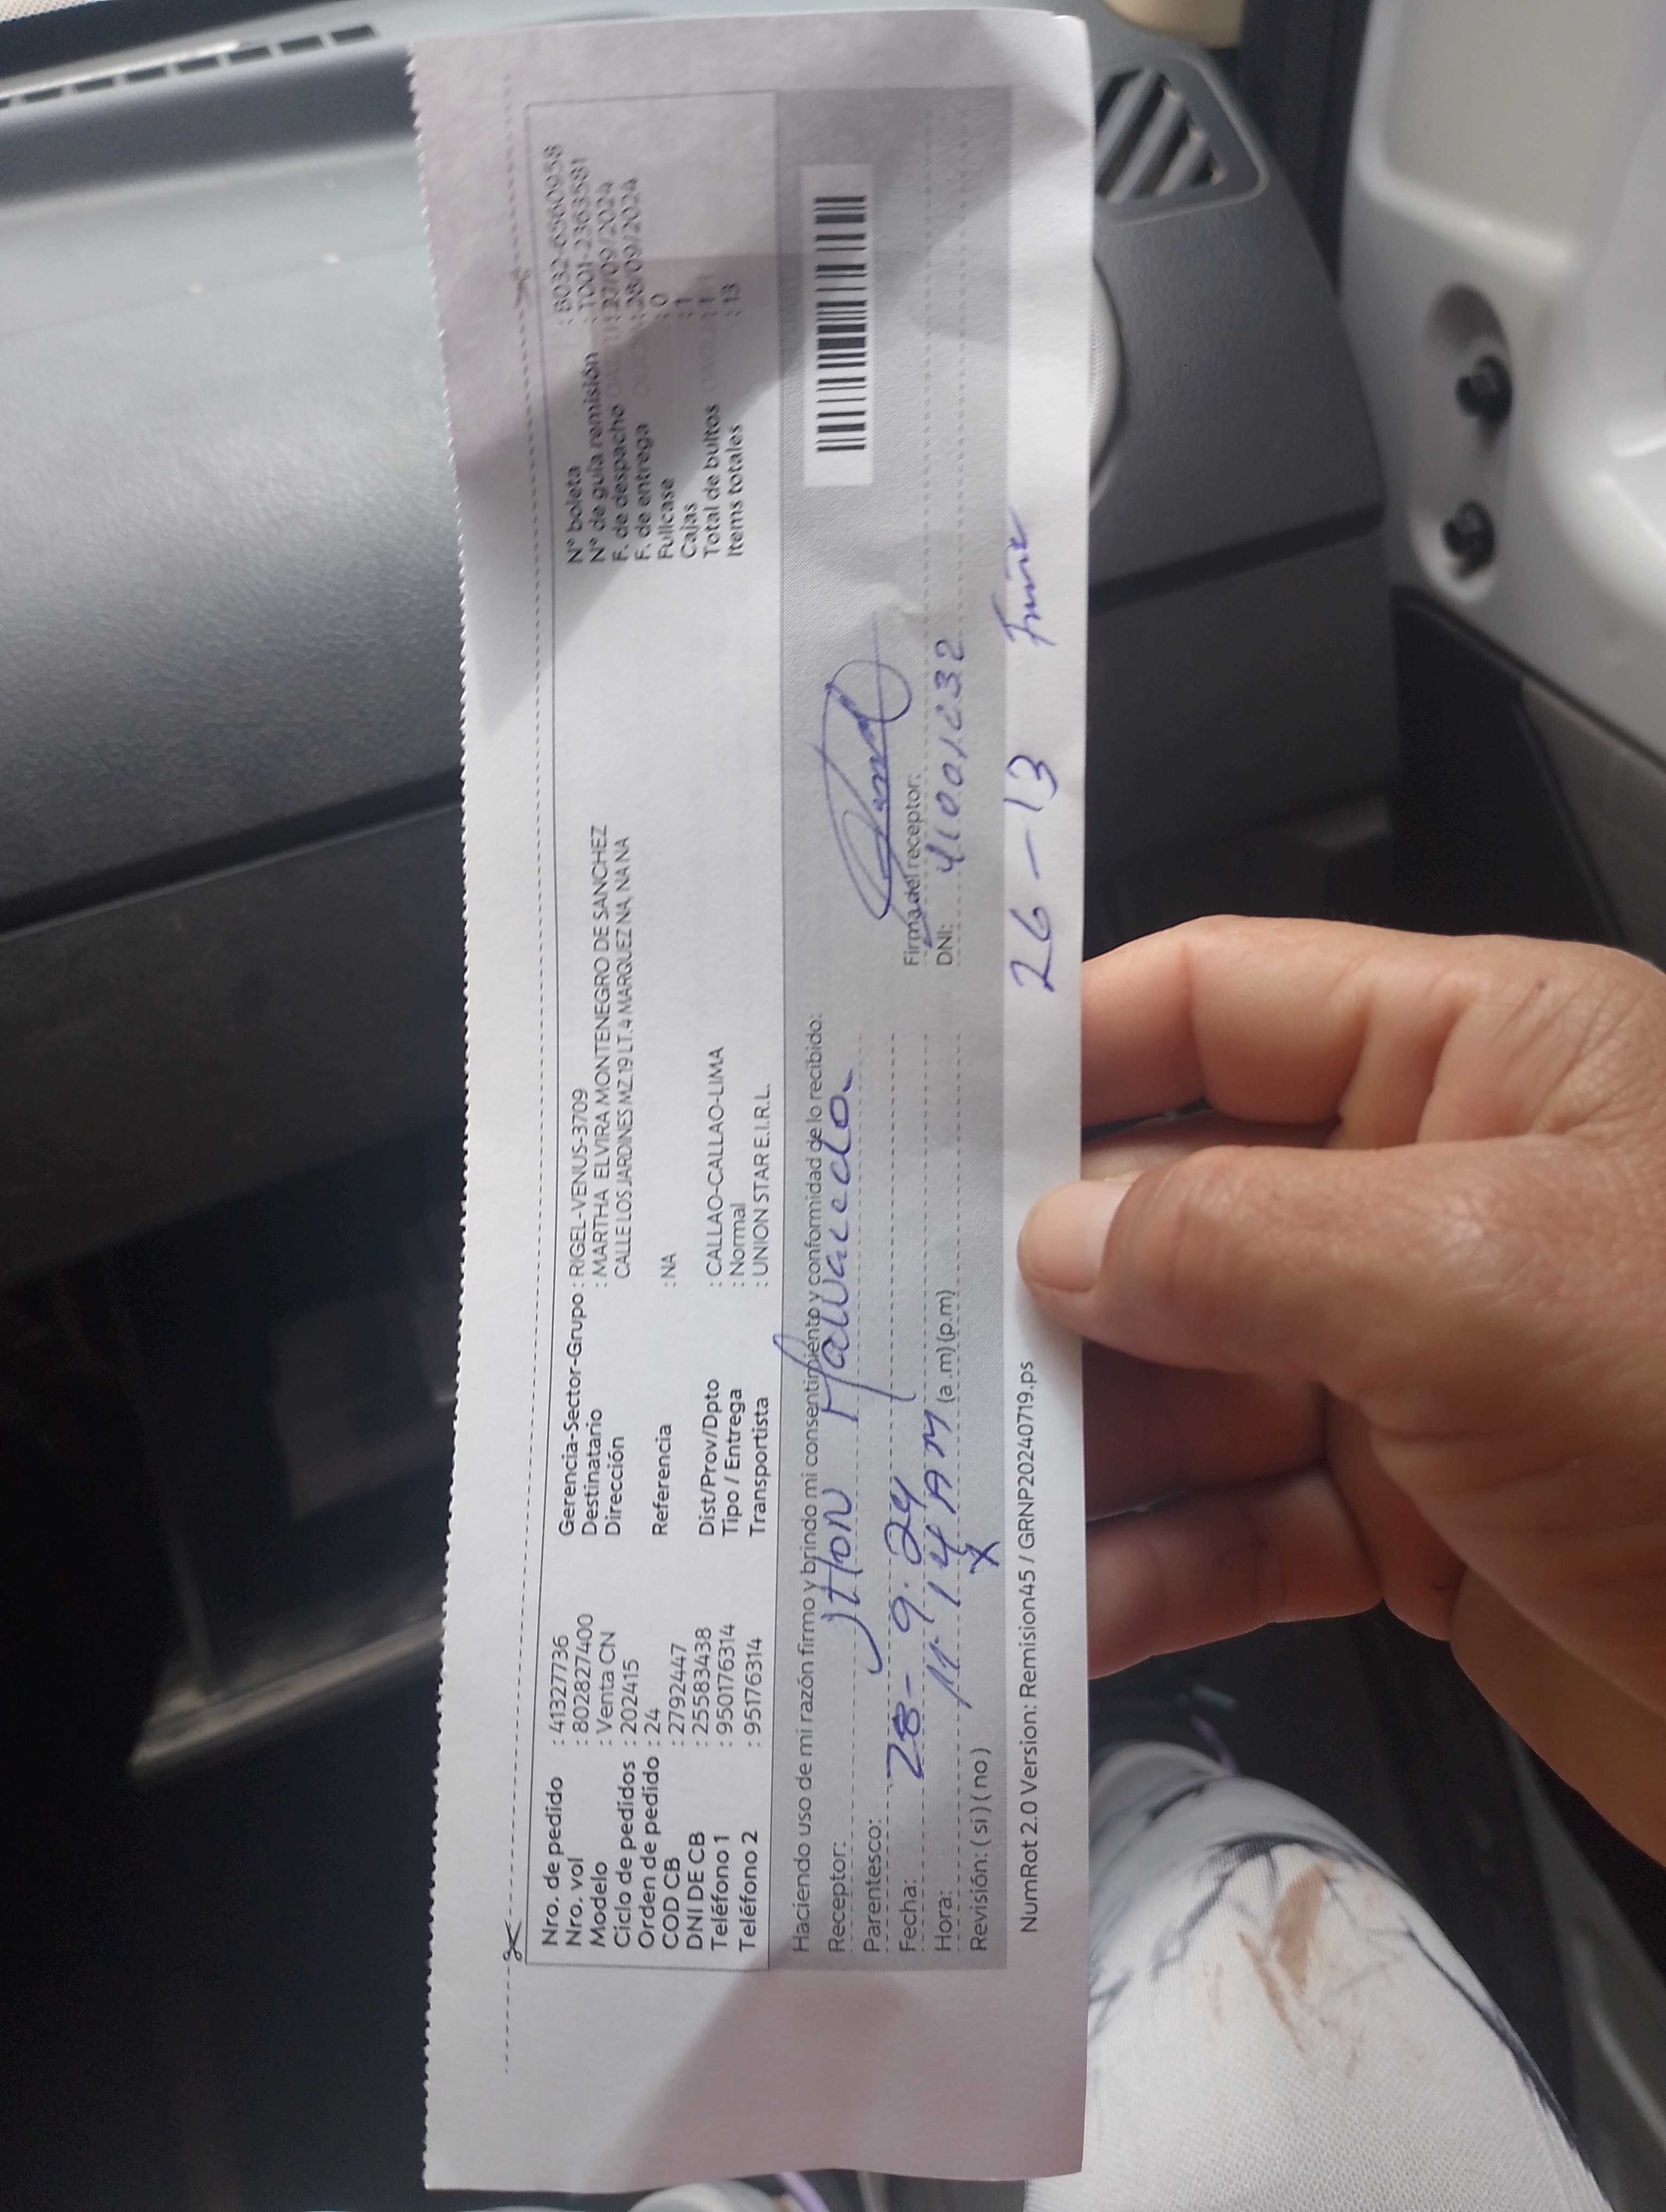 Nro. de pedido : 41327736
Nro. vol : 802827400
Modelo : Venta CN
Ciclo de pedidos : 202415
Orden de pedido : 24
COD CB : 2792447
DNI DE CB : 25583438
Teléfono 1 : 950176314
Teléfono 2 : 95176314
Gerencia-Sector-Grupo : RIGEL-VENUS-3709
Destinatario : MARTHA ELVIRA MONTENEGRO DE SANCHEZ
Dirección CALLE LOS JARDINES MZ.19 LT.4 MARQUEZ NA, NA NA
Referencia : NA
Dist/Prov/Dpto : CALLAO-CALLAO-LIMA
Tipo / Entrega : Normal
Transportista : UNION STAR E.I.R.L.
N° boleta : B032-6560958
N° de guía remisión : T001-2363581
F. de despacho : 27/09/2024
F. de entrega : 28/09/2024
Fullcase : 0
Cajas : 1
Total de bultos : 1
Items totales : 13
Haciendo uso de mi razón firmo y brindo mi consentimiento y conformidad de lo recibido:
Receptor: JHON
Parentesco:
Fecha: 28-9.24
Hora: 11.14 AM (a.m) (p.m)
Revisión: ( si ) ( no ) X
Firma del receptor:
DNI:
26-13
NumRot 2.0 Version: Remision45 / GRNP20240719.ps